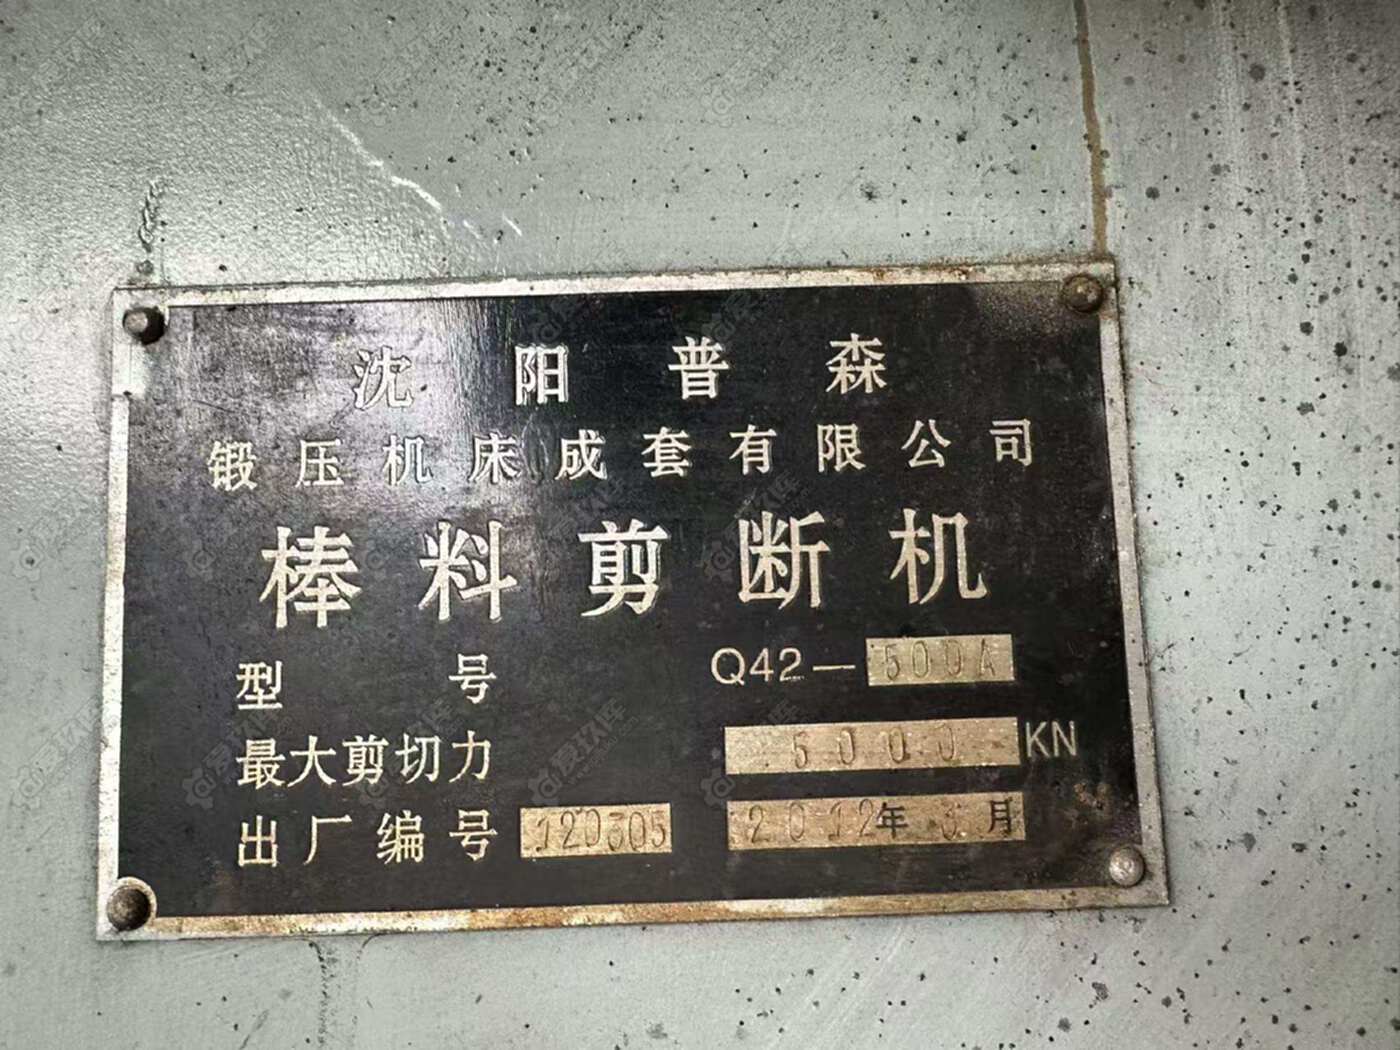 沈阳普森
锻压机床成套有限公司
棒料剪断机
型号 Q42-500A
最大剪切力 5000 KN
出厂编号 120305 2012年 3月